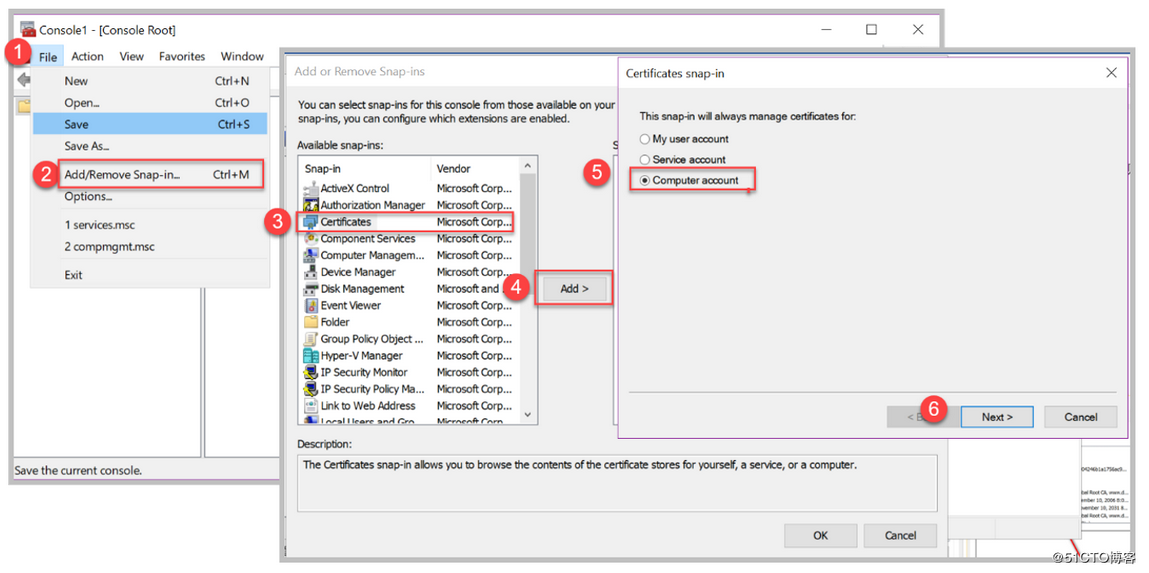 Console1 - [Console Root]
1
File Action View Favorites Window
New Ctrl+N
Open... Ctrl+O
Save Ctrl+S
Save As...
2
Add/Remove Snap-in... Ctrl+M
Options...
1 services.msc
2 compmgmt.msc
Exit
Save the current console.
Add or Remove Snap-ins
You can select snap-ins for this console from those available on your
snap-ins, you can configure which extensions are enabled.
Available snap-ins:
S
Snap-in Vendor
ActiveX Control Microsoft Corp...
Authorization Manager Microsoft Corp...
3
Certificates Microsoft Corp...
Component Services Microsoft Corp...
Computer Managem... Microsoft Corp...
Device Manager Microsoft Corp...
Disk Management Microsoft and
Event Viewer Microsoft Corp...
Folder Microsoft Corp...
Group Policy Object ... Microsoft Corp...
Hyper-V Manager Microsoft Corp...
IP Security Monitor Microsoft Corp...
IP Security Policy Ma... Microsoft Corp...
Link to Web Address Microsoft Corp...
Local Users and Gro... Microsoft Corp...
4
Add >
Description:
The Certificates snap-in allows you to browse the contents of the certificate stores for yourself, a service, or a computer.
OK Cancel
Certificates snap-in
This snap-in will always manage certificates for:
My user account
Service account
5
Computer account
6
< B
Next > Cancel
@51CTO博客